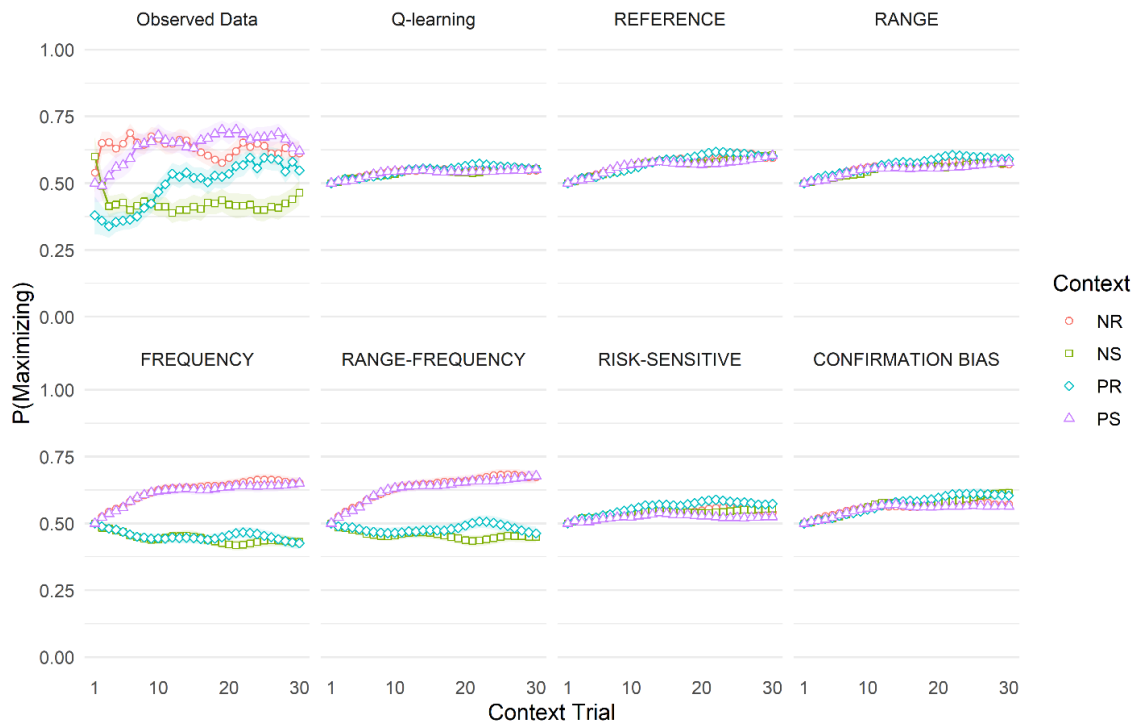 Observed Data
Q-learning
REFERENCE
RANGE
1.00
0.75
0.50
0.25
0.00
FREQUENCY
RANGE-FREQUENCY
RISK-SENSITIVE
CONFIRMATION BIAS
1.00
0.75
0.50
0.25
0.00
P(Maximizing)
1 10 20 30
1 10 20 30
1 10 20 30
1 10 20 30
Context Trial
Context
NR
NS
PR
PS